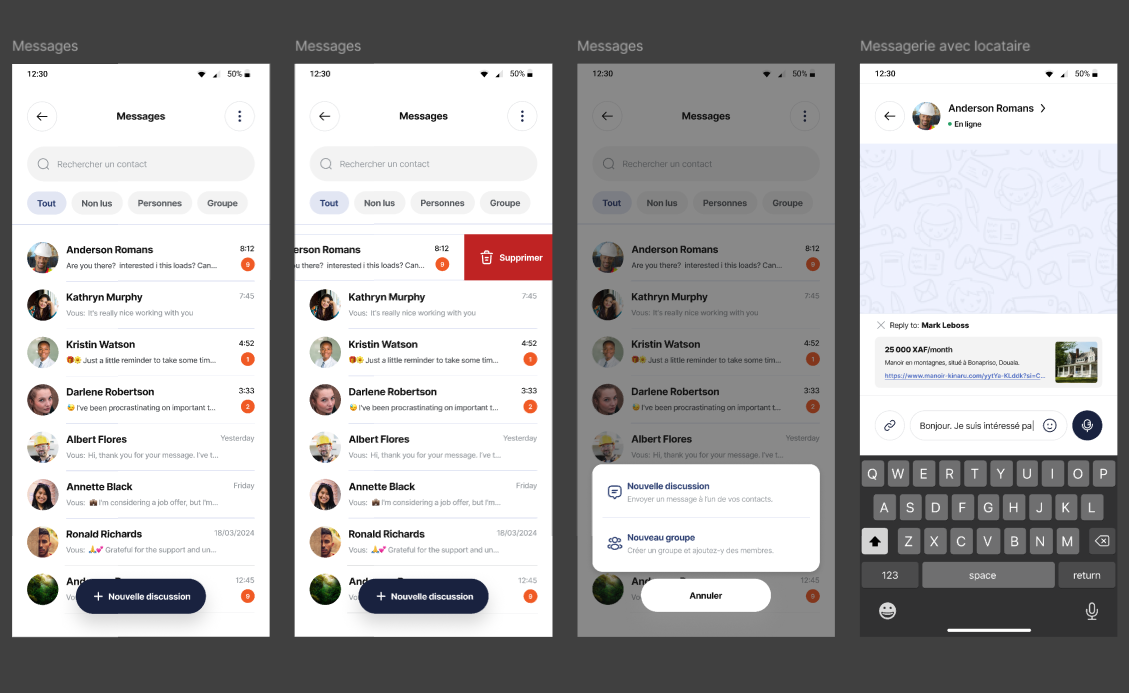 Messages
12:30
50%
Messages
Rechercher un contact
Tout Non lus Personnes Groupe
Anderson Romans 8:12
Are you there? interested i this loads? Can... 9
Kathryn Murphy 7:45
Vous: It's really nice working with you
Kristin Watson 4:52
🎁🌟 Just a little reminder to take some tim... 1
Darlene Robertson 3:33
😉 I've been procrastinating on important t... 2
Albert Flores Yesterday
Vous: Hi, thank you for your message. I've t...
Annette Black Friday
Vous: 💼 I'm considering a job offer, but I'm...
Ronald Richards 18/03/2024
Vous: 🙏💕 Grateful for the support and un...
12:45
9
+ Nouvelle discussion
Messages
12:30
50%
Messages
Rechercher un contact
Tout Non lus Personnes Groupe
erson Romans 8:12
u there? interested i this loads? Can... 9
Supprimer
Kathryn Murphy 7:45
Vous: It's really nice working with you
Kristin Watson 4:52
🎁🌟 Just a little reminder to take some tim... 1
Darlene Robertson 3:33
😉 I've been procrastinating on important t... 2
Albert Flores Yesterday
Vous: Hi, thank you for your message. I've t...
Annette Black Friday
Vous: 💼 I'm considering a job offer, but I'm...
Ronald Richards 18/03/2024
Vous: 🙏💕 Grateful for the support and un...
12:45
9
+ Nouvelle discussion
Messages
12:30
50%
Messages
Rechercher un contact
Tout Non lus Personnes Groupe
Anderson Romans 8:12
Are you there? interested i this loads? Can... 9
Kathryn Murphy 7:45
Vous: It's really nice working with you
Kristin Watson 4:52
🎁🌟 Just a little reminder to take some tim... 1
Darlene Robertson 3:33
😉 I've been procrastinating on important t... 2
Albert Flores Yesterday
Vous: Hi, thank you for your message. I've t...
Nouvelle discussion
Envoyer un message à l'un de vos contacts.
Nouveau groupe
Créer un groupe et ajoutez-y des membres.
12:45
9
Annuler
Messagerie avec locataire
12:30
50%
Anderson Romans
En ligne
Reply to: Mark Leboss
25 000 XAF/month
Manoir en montagnes, situé à Bonapriso, Douala.
https://www.manoir-kinaru.com/yytYa-KLddk?si=C...
Bonjour. Je suis intéressé pa
Q W E R T Y U I O P
A S D F G H J K L
Z X C V B N M
123 space return